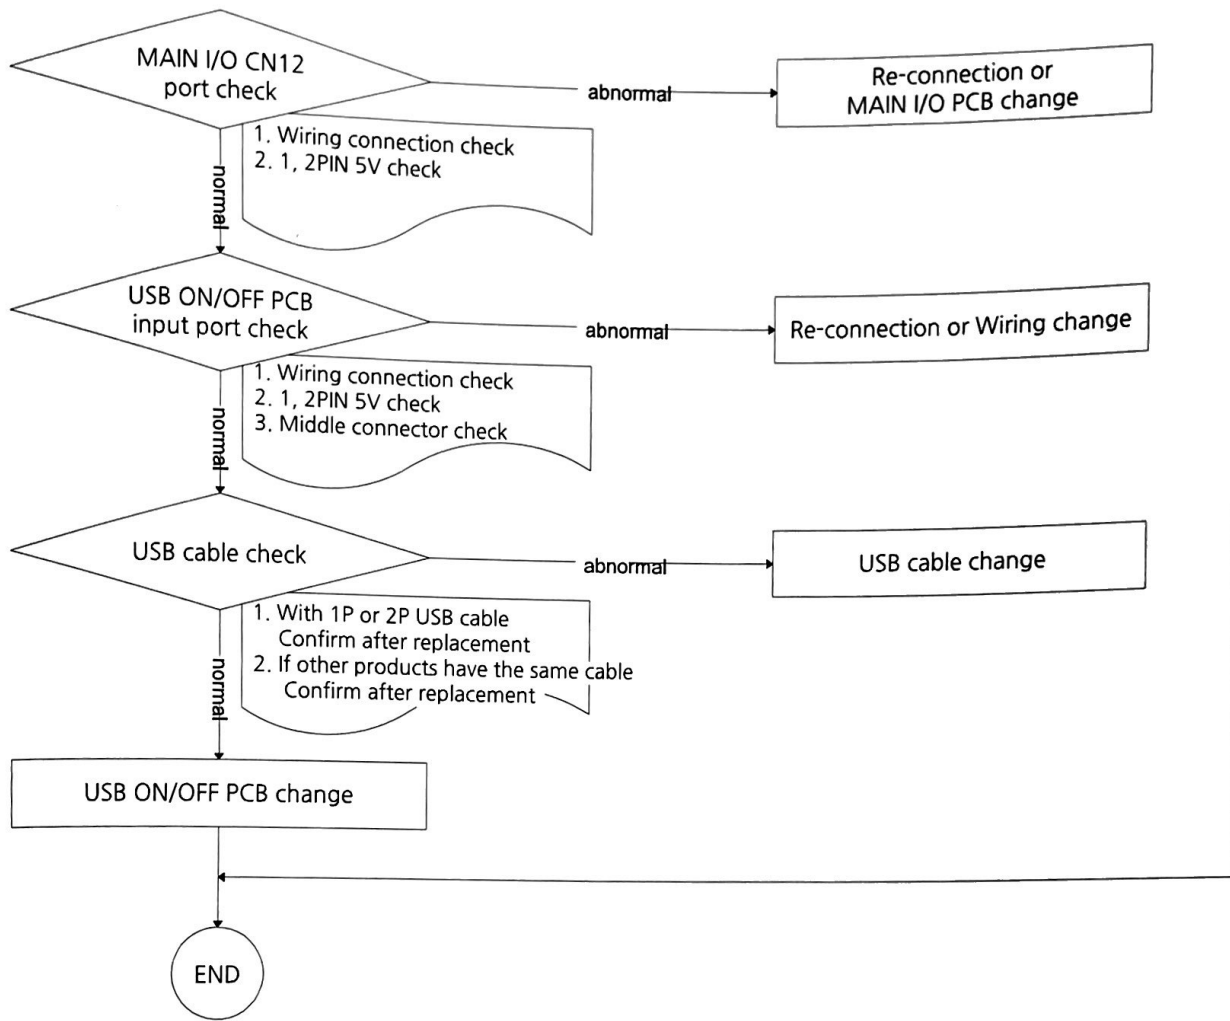 MAIN I/O CN12
port check
abnormal
Re-connection or
MAIN I/O PCB change
1. Wiring connection check
2. 1, 2PIN 5V check
normal
USB ON/OFF PCB
input port check
abnormal
Re-connection or Wiring change
1. Wiring connection check
2. 1, 2PIN 5V check
3. Middle connector check
normal
USB cable check
abnormal
USB cable change
1. With 1P or 2P USB cable
Confirm after replacement
2. If other products have the same cable
Confirm after replacement
normal
USB ON/OFF PCB change
END